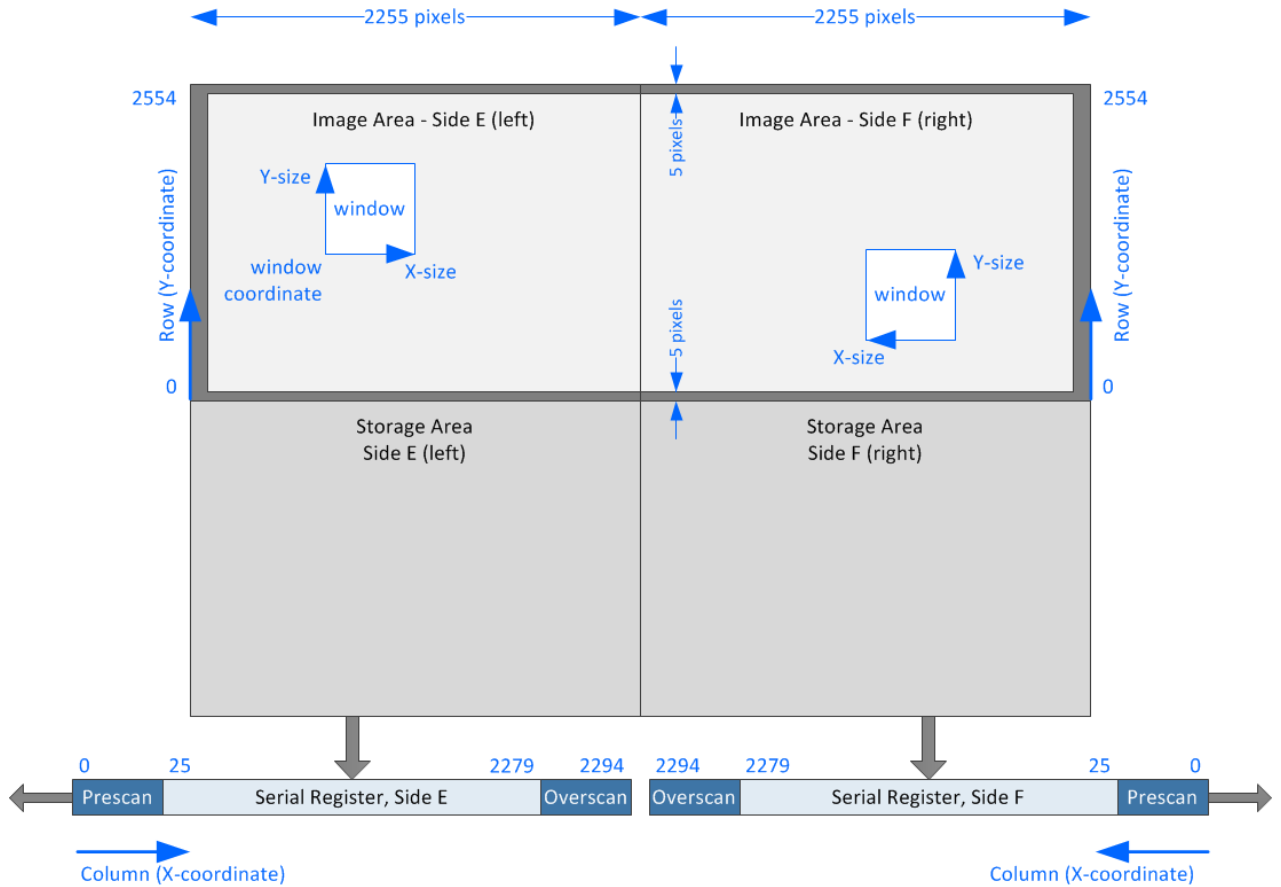 2255 pixels
2255 pixels
2554
2554
Image Area - Side E (left)
Image Area - Side F (right)
5 pixels
Y-size
window
window
coordinate
X-size
Row (Y-coordinate)
Row (Y-coordinate)
Y-size
window
X-size
5 pixels
0
0
Storage Area
Side E (left)
Storage Area
Side F (right)
0
25
2279
2294
2294
2279
25
0
Prescan
Serial Register, Side E
Overscan
Overscan
Serial Register, Side F
Prescan
Column (X-coordinate)
Column (X-coordinate)